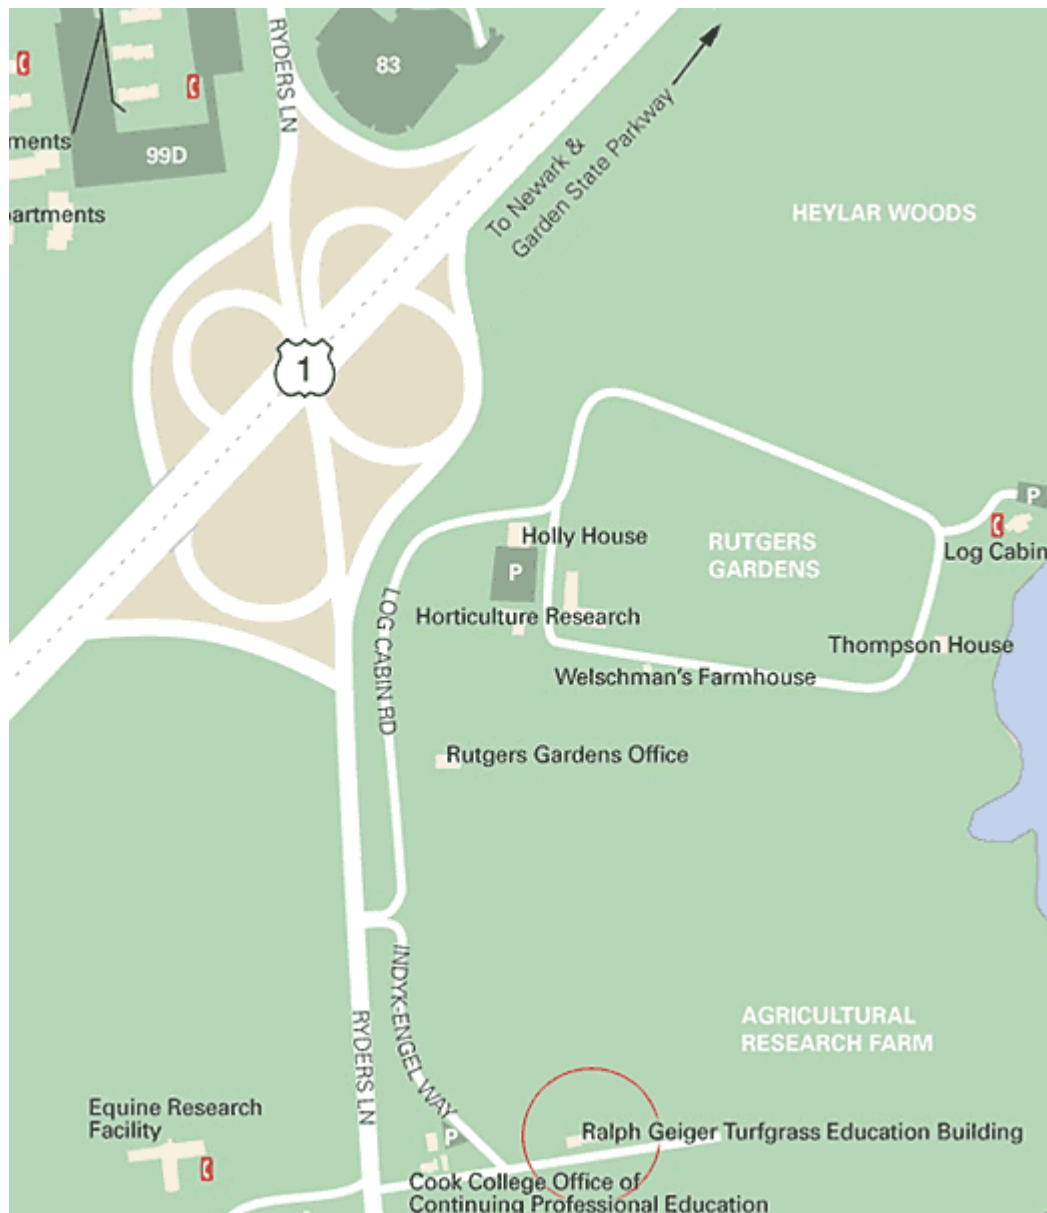 RYDERS LN
83
To Newark &
Garden State Parkway
ments
99D
partments
HEYLAR WOODS
1
P
Holly House
P
RUTGERS
GARDENS
Log Cabin
LOG CABIN RD
Horticulture Research
Thompson House
Welschman's Farmhouse
Rutgers Gardens Office
INDYK-ENGEL WAY
RYDERS LN
AGRICULTURAL
RESEARCH FARM
Equine Research
Facility
P
Ralph Geiger Turfgrass Education Building
Cook College Office of
Continuing Professional Education